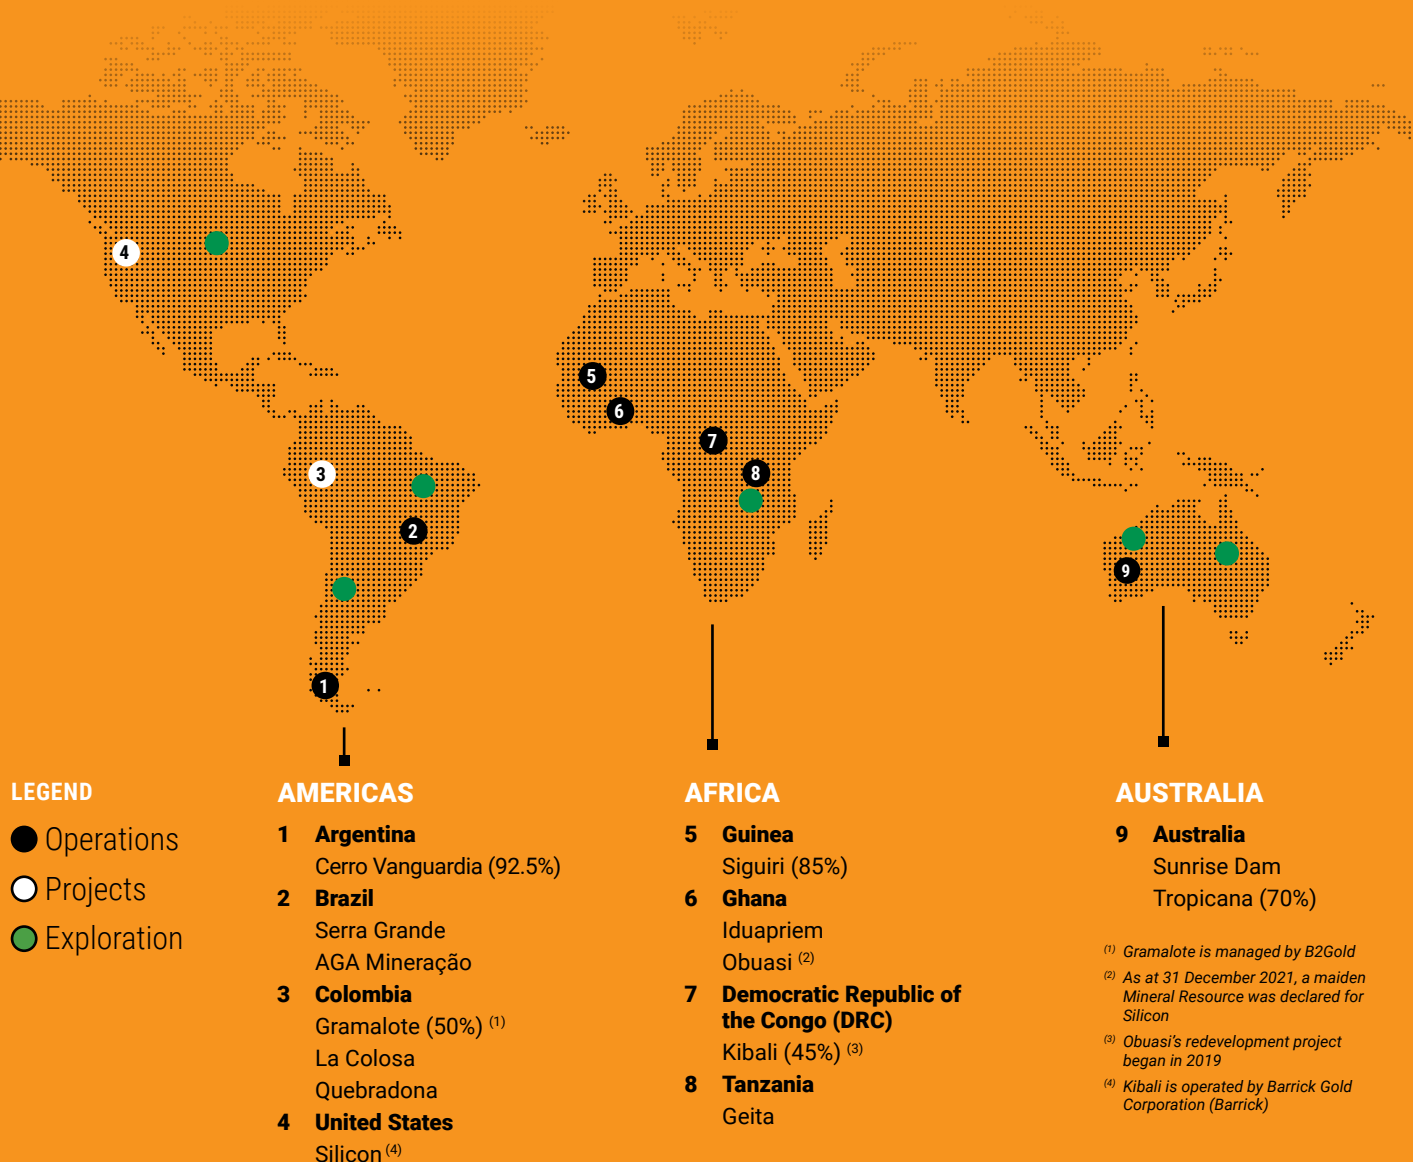 4
5
6
7
3
8
2
9
1
LEGEND
Operations
Projects
Exploration
AMERICAS
1 Argentina
Cerro Vanguardia (92.5%)
2 Brazil
Serra Grande
AGA Mineração
3 Colombia
Gramalote (50%) (1)
La Colosa
Quebradona
4 United States
Silicon (4)
AFRICA
5 Guinea
Siguiri (85%)
6 Ghana
Iduapriem
Obuasi (2)
7 Democratic Republic of
the Congo (DRC)
Kibali (45%) (3)
8 Tanzania
Geita
AUSTRALIA
9 Australia
Sunrise Dam
Tropicana (70%)
(1) Gramalote is managed by B2Gold
(2) As at 31 December 2021, a maiden
Mineral Resource was declared for
Silicon
(3) Obuasi's redevelopment project
began in 2019
(4) Kibali is operated by Barrick Gold
Corporation (Barrick)